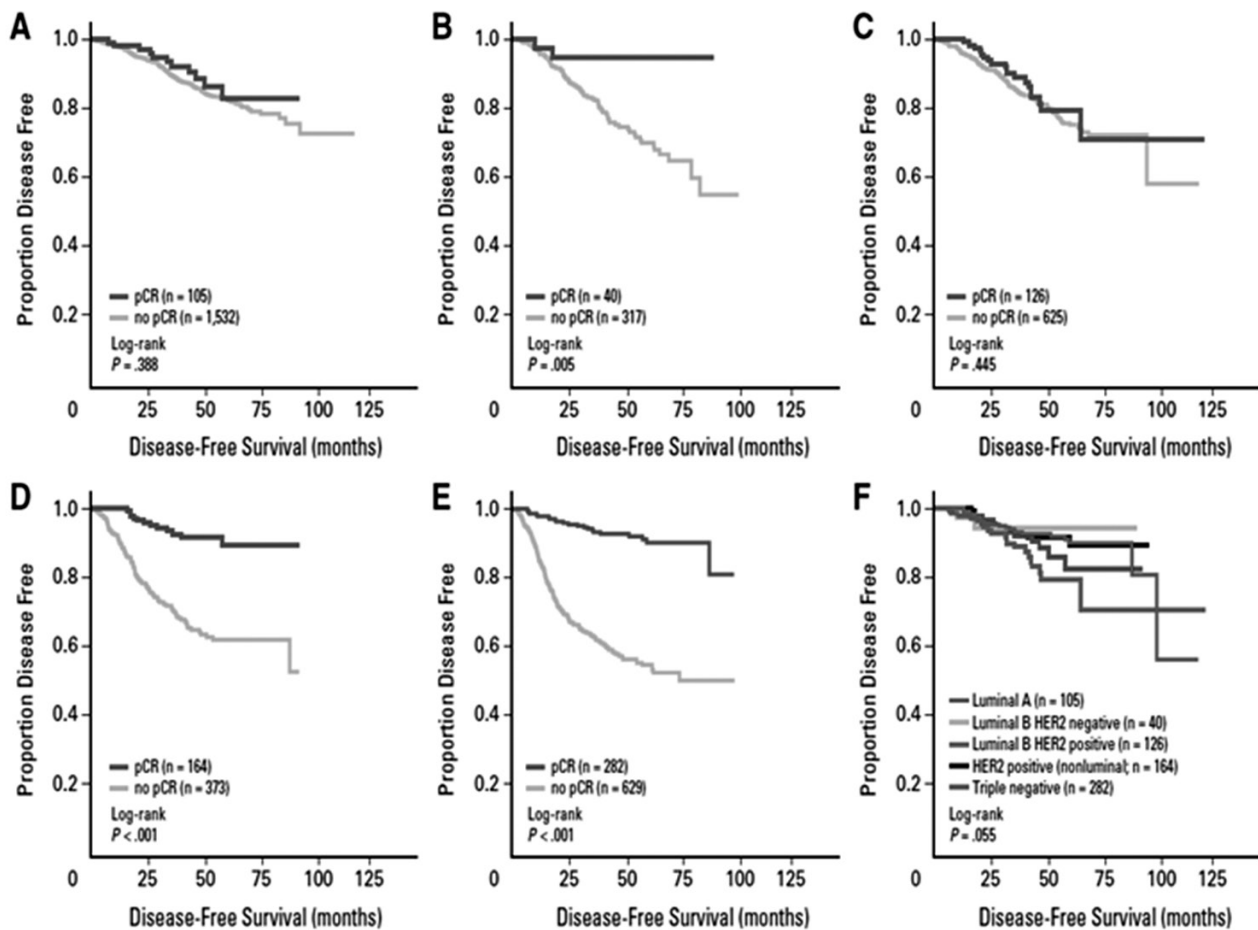 A
Proportion Disease Free
1.0
0.8
0.6
0.4
0.2
pCR (n = 105)
no pCR (n = 1,532)
Log-rank
P = .388
0 25 50 75 100 125
Disease-Free Survival (months)
B
Proportion Disease Free
1.0
0.8
0.6
0.4
0.2
pCR (n = 40)
no pCR (n = 317)
Log-rank
P = .005
0 25 50 75 100 125
Disease-Free Survival (months)
C
Proportion Disease Free
1.0
0.8
0.6
0.4
0.2
pCR (n = 126)
no pCR (n = 625)
Log-rank
P = .445
0 25 50 75 100 125
Disease-Free Survival (months)
D
Proportion Disease Free
1.0
0.8
0.6
0.4
0.2
pCR (n = 164)
no pCR (n = 373)
Log-rank
P < .001
0 25 50 75 100 125
Disease-Free Survival (months)
E
Proportion Disease Free
1.0
0.8
0.6
0.4
0.2
pCR (n = 282)
no pCR (n = 629)
Log-rank
P < .001
0 25 50 75 100 125
Disease-Free Survival (months)
F
Proportion Disease Free
1.0
0.8
0.6
0.4
0.2
Luminal A (n = 105)
Luminal B HER2 negative (n = 40)
Luminal B HER2 positive (n = 126)
HER2 positive (nonluminal; n = 164)
Triple negative (n = 282)
Log-rank
P = .055
0 25 50 75 100 125
Disease-Free Survival (months)